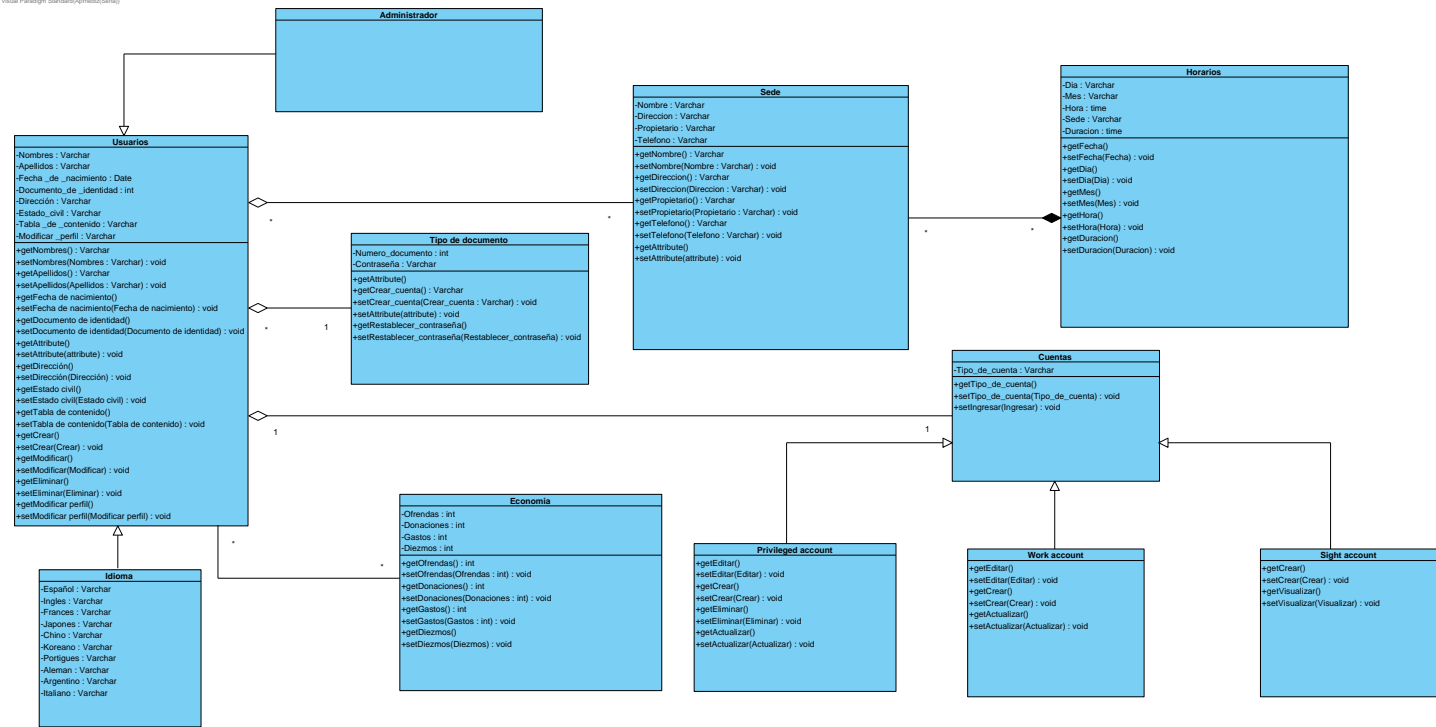 Visual Paradigm Standard(Aprendiz(Sena))
Administrador
Usuarios
-Nombres : Varchar
-Apellidos : Varchar
-Fecha _de _nacimiento : Date
-Documento_de _identidad : int
-Dirección : Varchar
-Estado_civil : Varchar
-Tabla _de _contenido : Varchar
-Modificar _perfil : Varchar
+getNombres() : Varchar
+setNombres(Nombres : Varchar) : void
+getApellidos() : Varchar
+setApellidos(Apellidos : Varchar) : void
+getFecha de nacimiento()
+setFecha de nacimiento(Fecha de nacimiento) : void
+getDocumento de identidad()
+setDocumento de identidad(Documento de identidad) : void
+getAttribute()
+setAttribute(attribute) : void
+getDirección()
+setDirección(Dirección) : void
+getEstado civil()
+setEstado civil(Estado civil) : void
+getTabla de contenido()
+setTabla de contenido(Tabla de contenido) : void
+getCrear()
+setCrear(Crear) : void
+getModificar()
+setModificar(Modificar) : void
+getEliminar()
+setEliminar(Eliminar) : void
+getModificar perfil()
+setModificar perfil(Modificar perfil) : void
*
*
Sede
-Nombre : Varchar
-Direccion : Varchar
-Propietario : Varchar
-Telefono : Varchar
+getNombre() : Varchar
+setNombre(Nombre : Varchar) : void
+getDireccion() : Varchar
+setDireccion(Direccion : Varchar) : void
+getPropietario() : Varchar
+setPropietario(Propietario : Varchar) : void
+getTelefono() : Varchar
+setTelefono(Telefono : Varchar) : void
+getAttribute()
+setAttribute(attribute) : void
*
*
Horarios
-Dia : Varchar
-Mes : Varchar
-Hora : time
-Sede : Varchar
-Duracion : time
+getFecha()
+setFecha(Fecha) : void
+getDia()
+setDia(Dia) : void
+getMes()
+setMes(Mes) : void
+getHora()
+setHora(Hora) : void
+getDuracion()
+setDuracion(Duracion) : void
Tipo de documento
-Numero_documento : int
-Contraseña : Varchar
+getAttribute()
+getCrear_cuenta() : Varchar
+setCrear_cuenta(Crear_cuenta : Varchar) : void
+setAttribute(attribute) : void
+getRestablecer_contraseña()
+setRestablecer_contraseña(Restablecer_contraseña) : void
*
1
Cuentas
-Tipo_de_cuenta : Varchar
+getTipo_de_cuenta()
+setTipo_de_cuenta(Tipo_de_cuenta) : void
+setIngresar(Ingresar) : void
1
1
Economía
-Ofrendas : int
-Donaciones : int
-Gastos : int
-Diezmos : int
+getOfrendas() : int
+setOfrendas(Ofrendas : int) : void
+getDonaciones() : int
+setDonaciones(Donaciones : int) : void
+getGastos() : int
+setGastos(Gastos : int) : void
+getDiezmos()
+setDiezmos(Diezmos) : void
*
*
Privileged account
+getEditar()
+setEditar(Editar) : void
+getCrear()
+setCrear(Crear) : void
+getEliminar()
+setEliminar(Eliminar) : void
+getActualizar()
+setActualizar(Actualizar) : void
Work account
+getEditar()
+setEditar(Editar) : void
+getCrear()
+setCrear(Crear) : void
+getActualizar()
+setActualizar(Actualizar) : void
Sight account
+getCrear()
+setCrear(Crear) : void
+getVisualizar()
+setVisualizar(Visualizar) : void
Idioma
-Español : Varchar
-Ingles : Varchar
-Frances : Varchar
-Japones : Varchar
-Chino : Varchar
-Koreano : Varchar
-Portigues : Varchar
-Aleman : Varchar
-Argentino : Varchar
-Italiano : Varchar